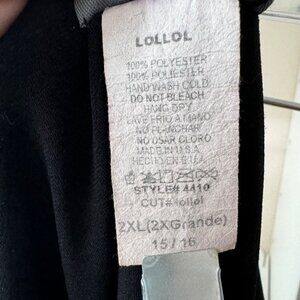 LOLLOL
100% POLYESTER
100% POLIESTER
HAND WASH COLD
DO NOT BLEACH
HANG DRY
LAVE FRIO A MANO
NO PLANCHAR
NO USAR CLORO
MADE IN U.S.A
HECHO EN E.U.A
STYLE# 4410
CUT# lollol
2XL(2XGrande)
15 / 16